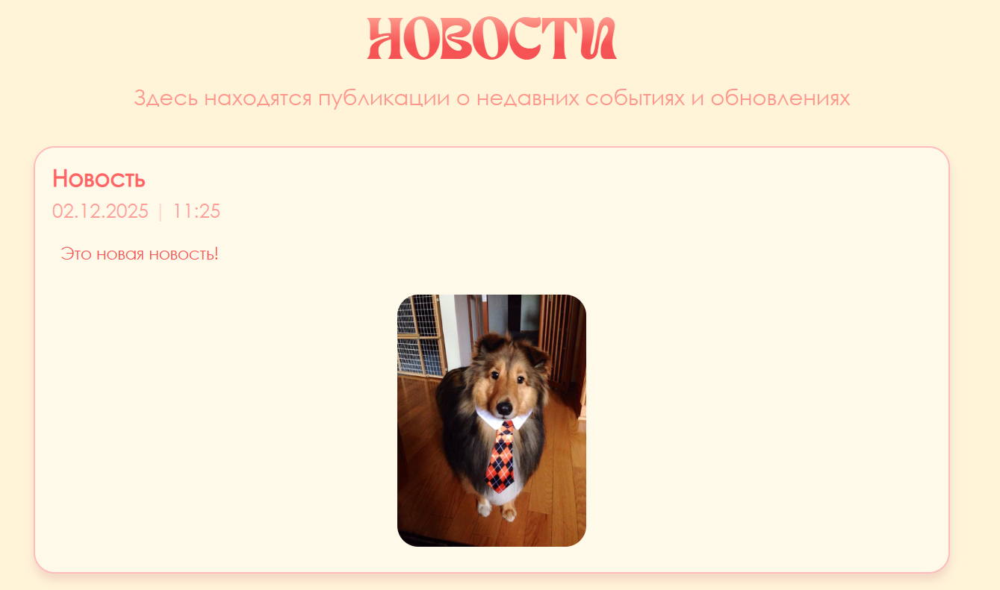 НОВОСТИ
Здесь находятся публикации о недавних событиях и обновлениях
Новость
02.12.2025 | 11:25
Это новая новость!